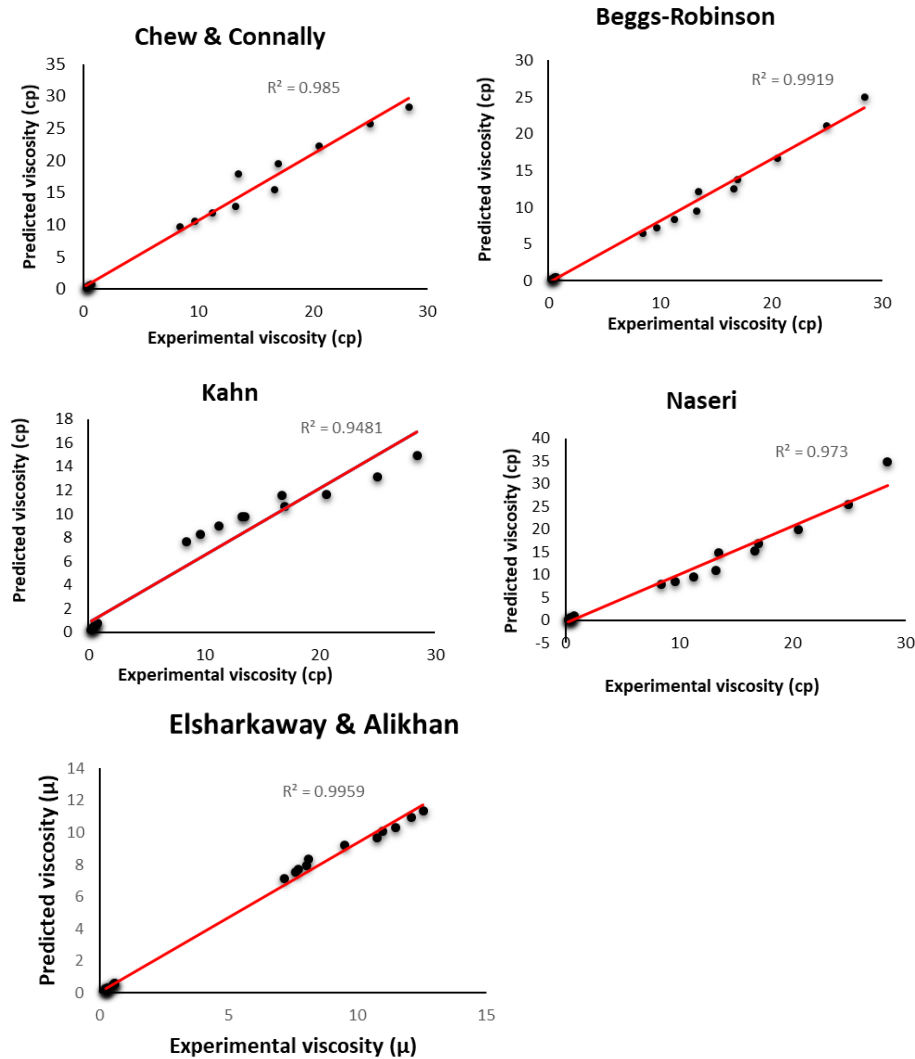 Chew & Connally
35
30
25
20
15
10
5
0
R² = 0.985
Predicted viscosity (cp)
0 10 20 30
Experimental viscosity (cp)
Beggs-Robinson
30
25
20
15
10
5
0
R² = 0.9919
Predicted viscosity (cp)
0 10 20 30
Experimental viscosity (cp)
Kahn
18
16
14
12
10
8
6
4
2
0
R² = 0.9481
Predicted viscosity (cp)
0 10 20 30
Experimental viscosity (cp)
Naseri
40
35
30
25
20
15
10
5
0
-5
R² = 0.973
Predicted viscosity (cp)
0 10 20 30
Experimental viscosity (cp)
Elsharkaway & Alikhan
14
12
10
8
6
4
2
0
R² = 0.9959
Predicted viscosity (μ)
0 5 10 15
Experimental viscosity (μ)